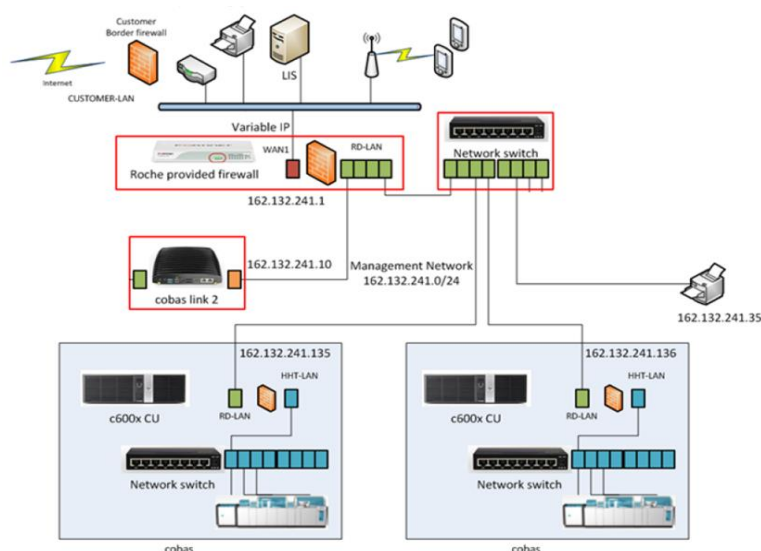 Customer
Border firewall
Internet
CUSTOMER-LAN
LIS
Variable IP
WAN1
RD-LAN
Network switch
Roche provided firewall
162.132.241.1
162.132.241.10
Management Network
162.132.241.0/24
cobas link 2
162.132.241.35
162.132.241.135
HHT-LAN
c600x CU
RD-LAN
Network switch
cobas
162.132.241.136
HHT-LAN
c600x CU
RD-LAN
Network switch
cobas